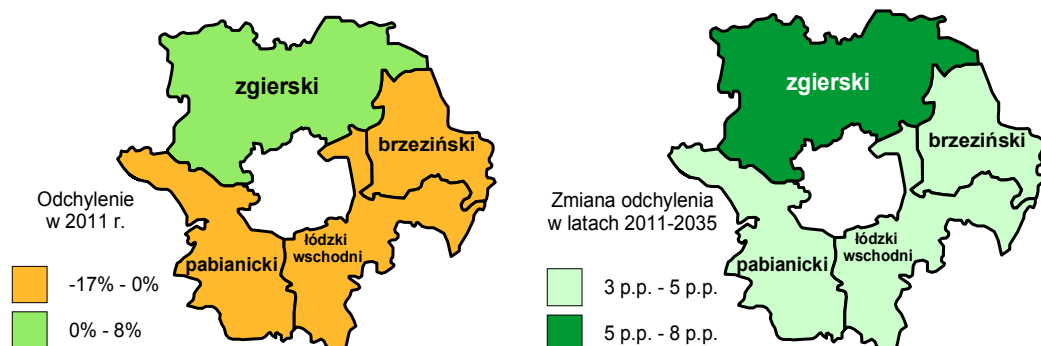 zgierski
brzeziński
łódzki
wschodni
pabianicki
Odchylenie
w 2011 r.
-17% - 0%
0% - 8%
zgierski
brzeziński
łódzki
wschodni
pabianicki
Zmiana odchylenia
w latach 2011-2035
3 p.p. - 5 p.p.
5 p.p. - 8 p.p.